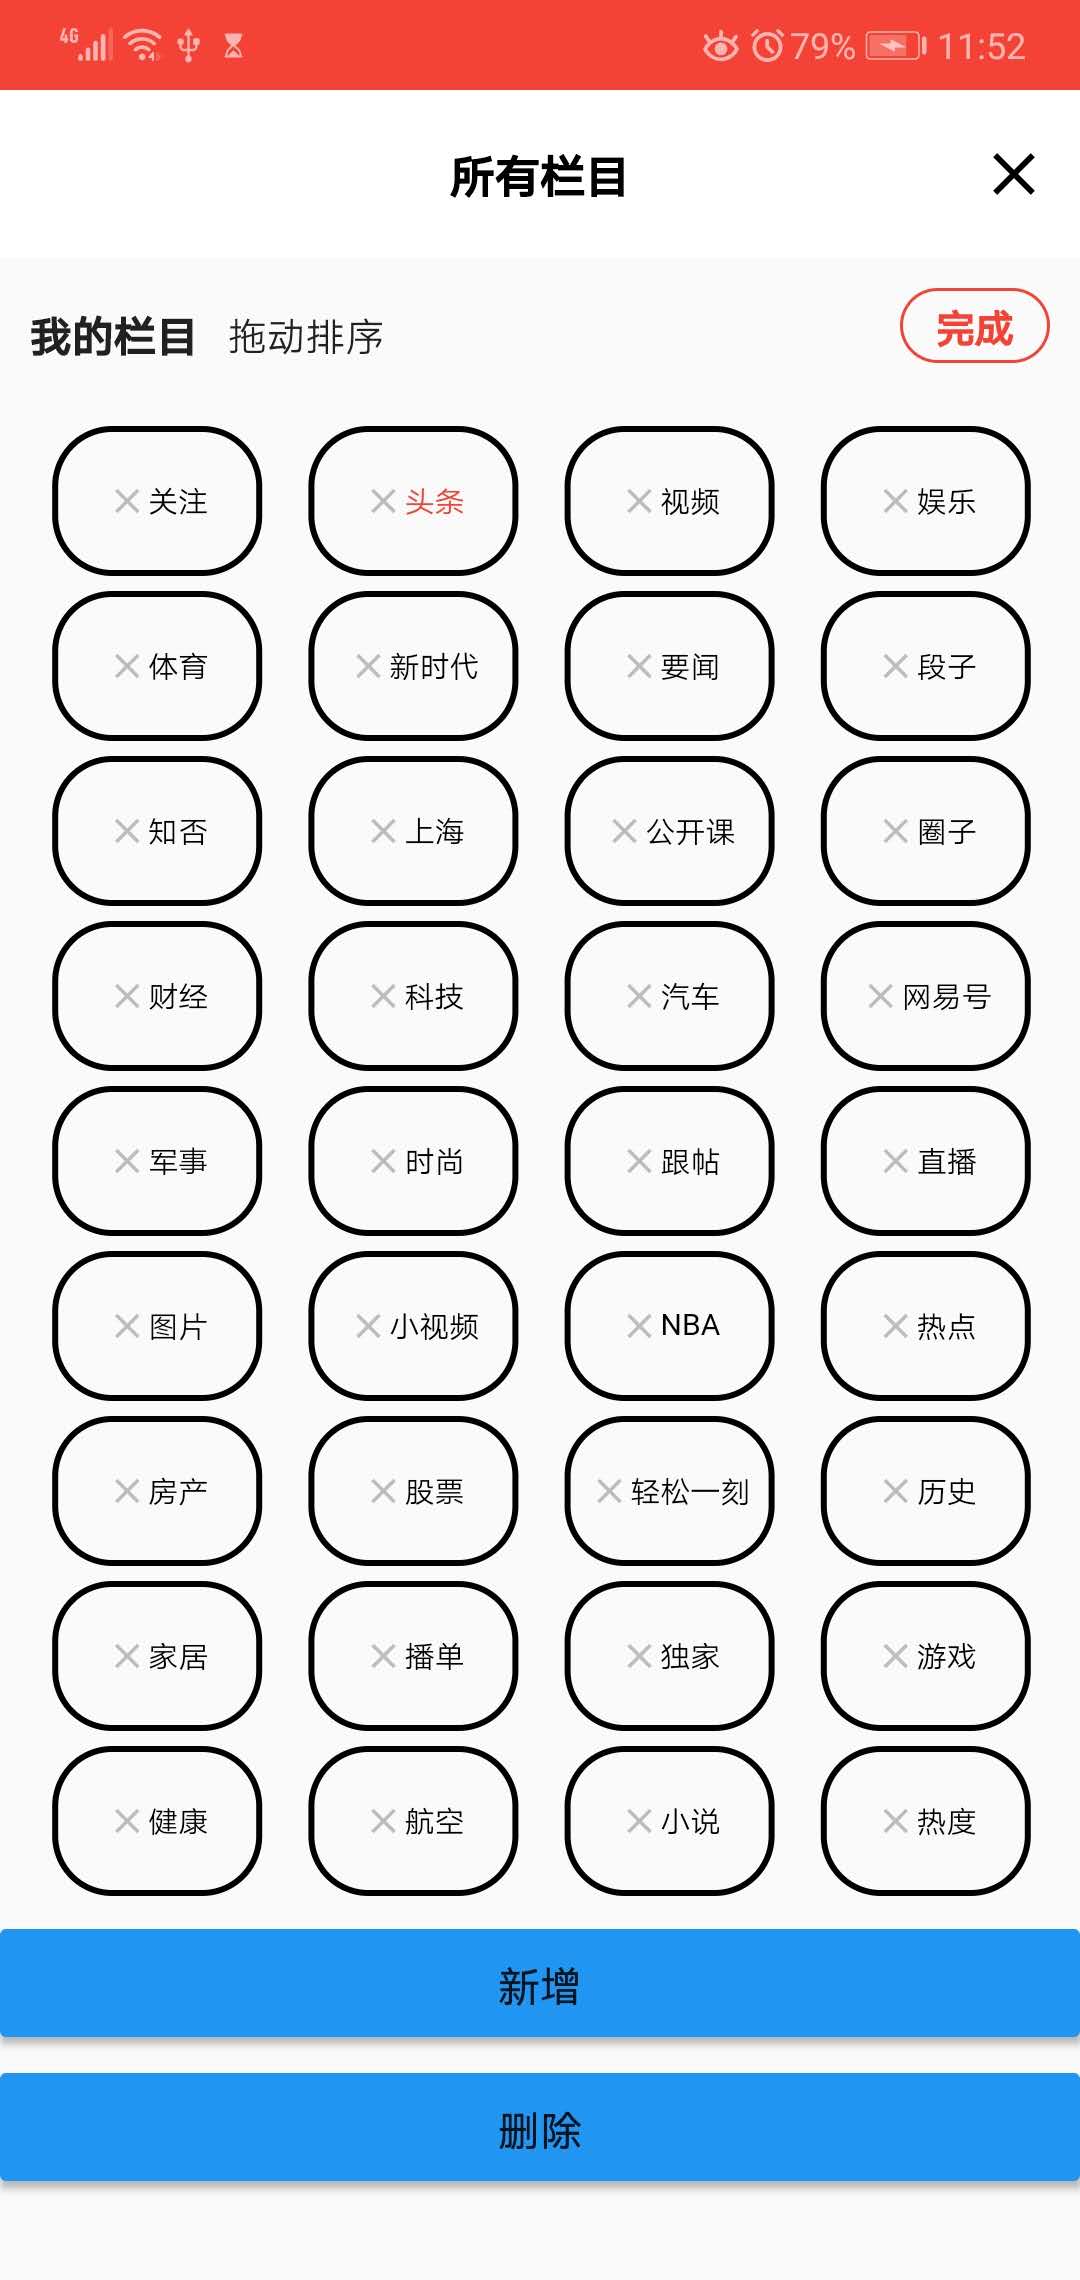 4G 79% 11:52
所有栏目
我的栏目 拖动排序 完成
关注 头条 视频 娱乐
体育 新时代 要闻 段子
知否 上海 公开课 圈子
财经 科技 汽车 网易号
军事 时尚 跟帖 直播
图片 小视频 NBA 热点
房产 股票 轻松一刻 历史
家居 播单 独家 游戏
健康 航空 小说 热度
新增
删除